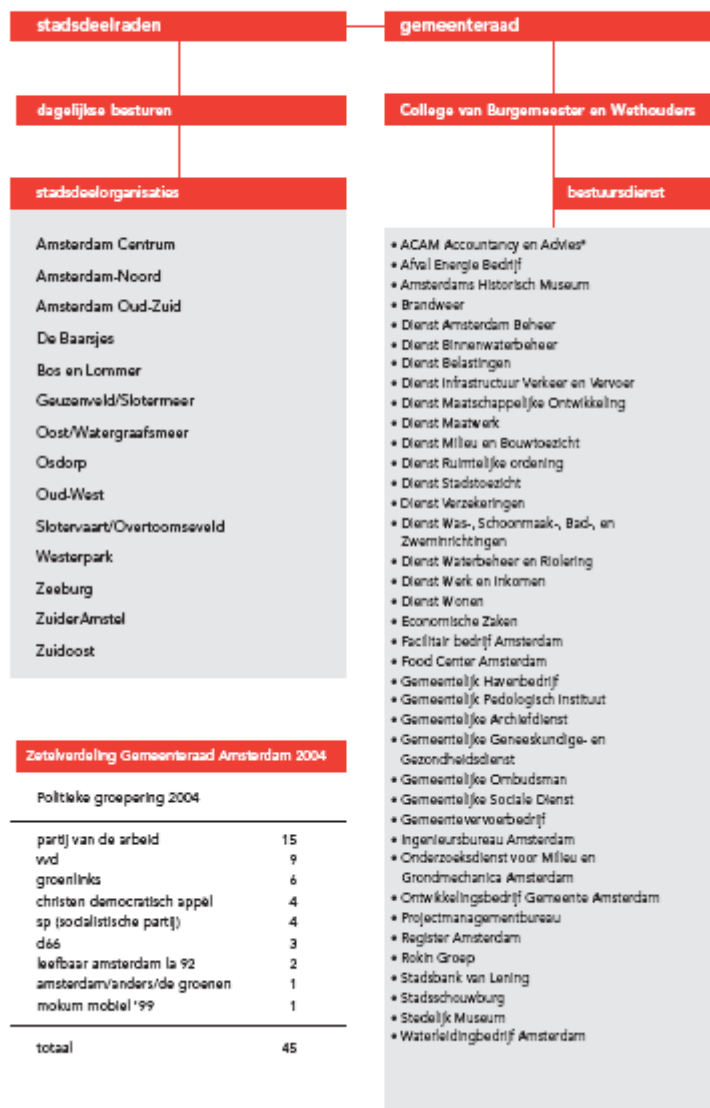 stadsdeelraden
gemeenteraad
dagelijkse besturen
College van Burgemeester en Wethouders
stadsdeelorganisaties
bestuursdienst
Amsterdam Centrum
Amsterdam-Noord
Amsterdam Oud-Zuid
De Baarsjes
Bos en Lommer
Geuzenveld/Slotermeer
Oost/Watergraafsmeer
Osdorp
Oud-West
Slotervaart/Overtoomseveld
Westerpark
Zeeburg
ZuiderAmstel
Zuidoost
• ACAM Accountancy en Advies*
• Afval Energie Bedrijf
• Amsterdams Historisch Museum
• Brandweer
• Dienst Amsterdam Beheer
• Dienst Binnenwaterbeheer
• Dienst Belastingen
• Dienst Infrastructuur Verkeer en Vervoer
• Dienst Maatschappelijke Ontwikkeling
• Dienst Maatwerk
• Dienst Milieu en Bouwtoezicht
• Dienst Ruimtelijke ordening
• Dienst Stadstoezicht
• Dienst Verzekeringen
• Dienst Was-, Schoonmaak-, Bad-, en
Zweminrichtingen
• Dienst Waterbeheer en Riolering
• Dienst Werk en Inkomen
• Dienst Wonen
• Economische Zaken
• Facilitair bedrijf Amsterdam
• Food Center Amsterdam
• Gemeentelijk Havenbedrijf
• Gemeentelijk Pedologisch Instituut
• Gemeentelijke Archiefdienst
• Gemeentelijke Geneeskundige- en
Gezondheidsdienst
• Gemeentelijke Ombudsman
• Gemeentelijke Sociale Dienst
• Gemeentevervoerbedrijf
• Ingenieursbureau Amsterdam
• Onderzoeksdienst voor Milieu en
Grondmechanica Amsterdam
• Ontwikkelingsbedrijf Gemeente Amsterdam
• Projectmanagementbureau
• Register Amsterdam
• Rokin Groep
• Stadsbank van Lening
• Stadsschouwburg
• Stedelijk Museum
• Waterleidingbedrijf Amsterdam
Zetelverdeling Gemeenteraad Amsterdam 2004
Politieke groepering 2004
partij van de arbeid 15
vvd 9
groenlinks 6
christen democratisch appèl 4
sp (socialistische partij) 4
d66 3
leefbaar amsterdam la 92 2
amsterdam/anders/de groenen 1
mokum mobiel '99 1
totaal 45